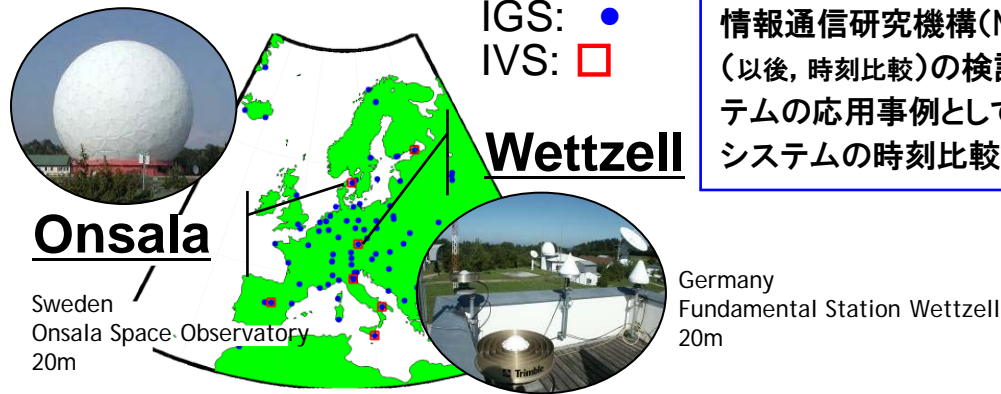 IGS:
IVS:
情報通信研究機構(
(以後, 時刻比較)の検
テムの応用事例として
システムの時刻比較
Wettzell
Onsala
Sweden
Onsala Space Observatory
20m
Germany
Fundamental Station Wettzell
20m
Trimble